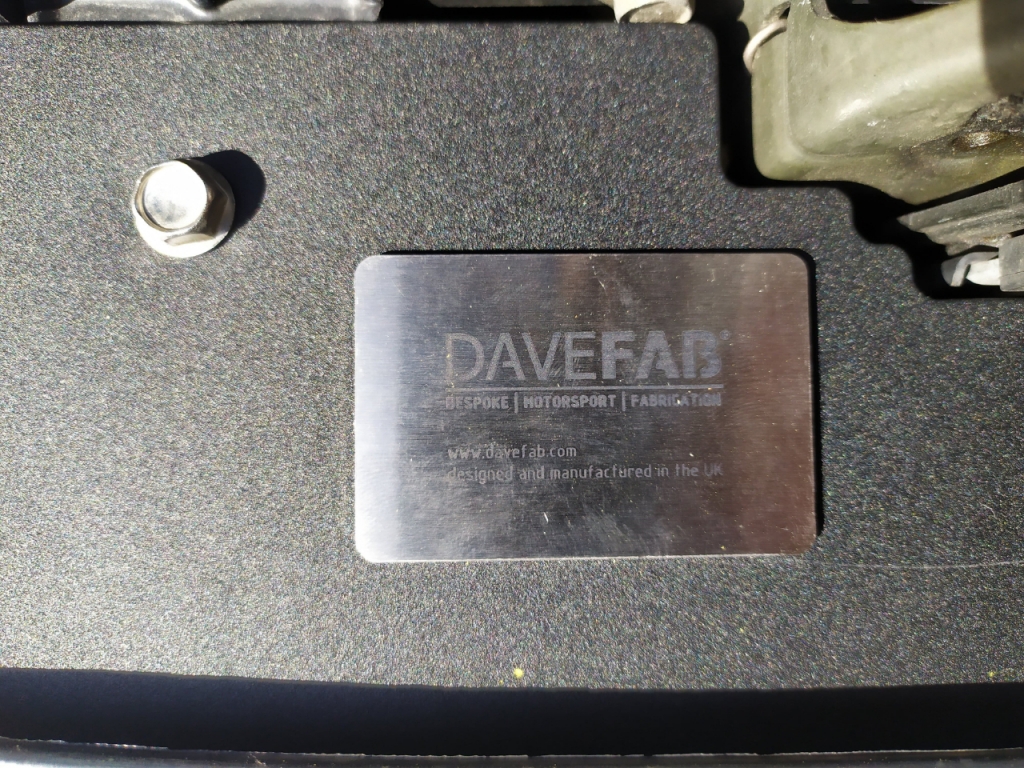 DAVEFAB®
BESPOKE | MOTORSPORT | FABRICATION
www.davefab.com
designed and manufactured in the UK